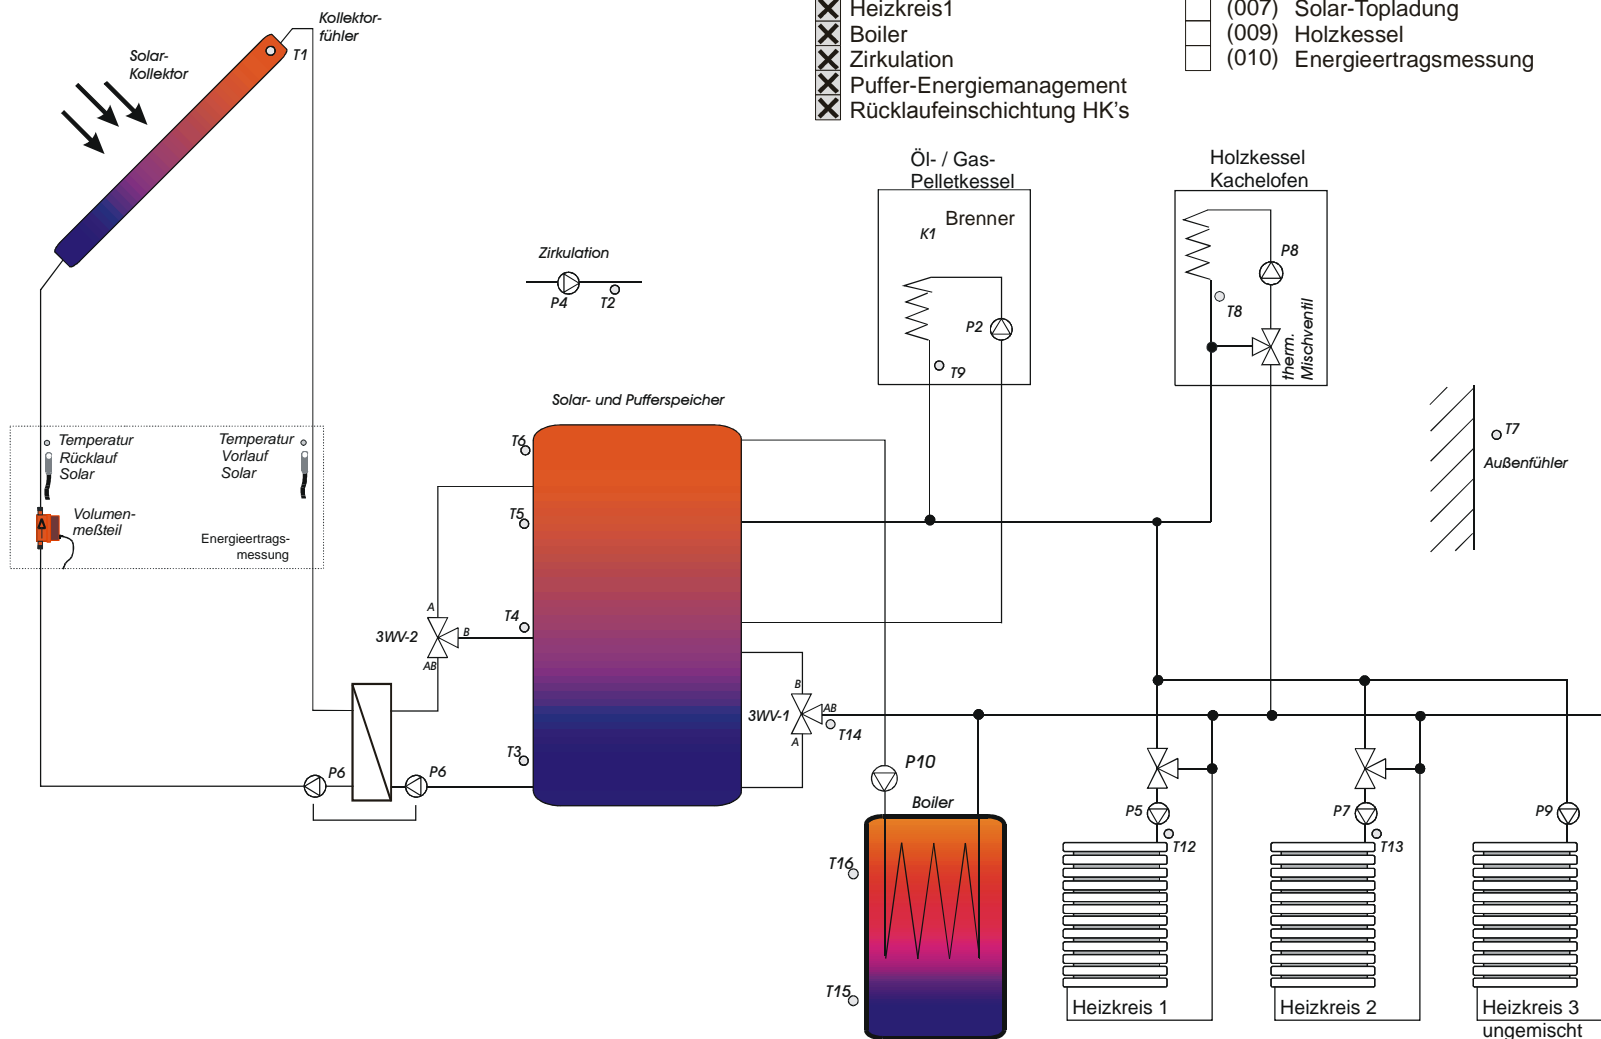 Heizkreis1
Boiler
Zirkulation
Puffer-Energiemanagement
Rücklaufeinschichtung HK's
(007) Solar-Topladung
(009) Holzkessel
(010) Energieertragsmessung
Kollektor-
fühler
T1
Solar-
Kollektor
Öl- / Gas-
Pelletkessel
Brenner
K1
P2
T9
Holzkessel
Kachelofen
P8
T8
therm.
Mischventil
Zirkulation
P4
T2
T7
Außenfühler
Solar- und Pufferspeicher
T6
T5
T4
T3
Temperatur
Rücklauf
Solar
Temperatur
Vorlauf
Solar
Volumen-
meßteil
Energieertrags-
messung
A
3WV-2
B
AB
B
3WV-1
AB
A
T14
P6
P6
P10
Boiler
T16
T15
P5
T12
P7
T13
P9
Heizkreis 1
Heizkreis 2
Heizkreis 3
ungemischt